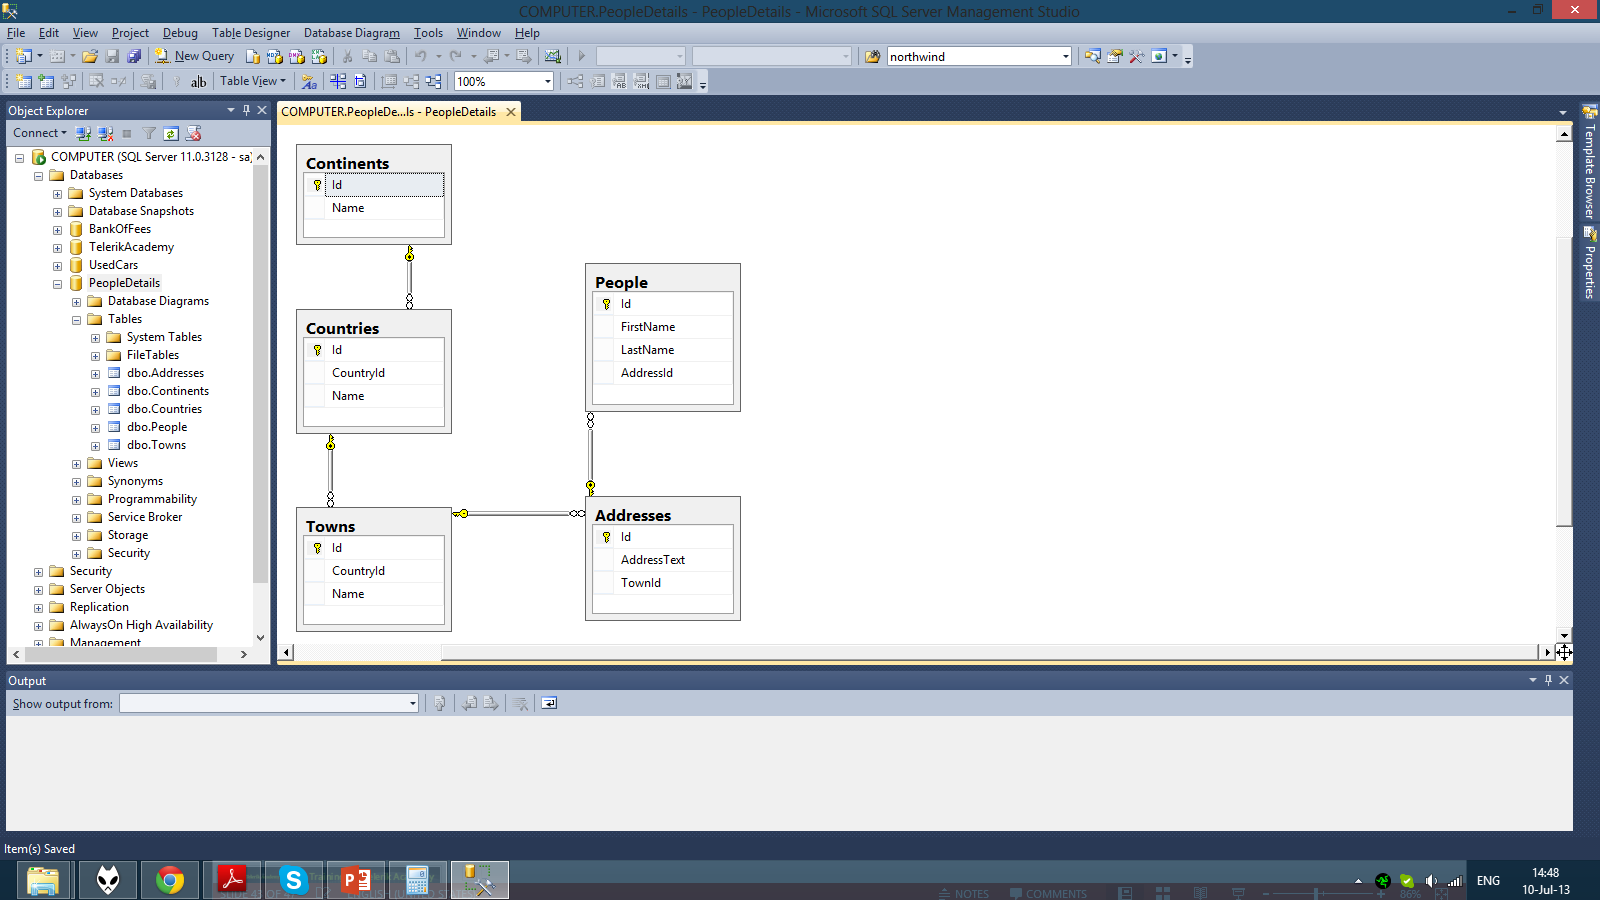 COMPUTER.PeopleDetails - PeopleDetails - Microsoft SQL Server Management Studio
File Edit View Project Debug Table Designer Database Diagram Tools Window Help
New Query northwind
ab Table View 100%
Object Explorer
Connect
COMPUTER (SQL Server 11.0.3128 - sa)
Databases
System Databases
Database Snapshots
BankOfFees
TelerikAcademy
UsedCars
PeopleDetails
Database Diagrams
Tables
System Tables
FileTables
dbo.Addresses
dbo.Continents
dbo.Countries
dbo.People
dbo.Towns
Views
Synonyms
Programmability
Service Broker
Storage
Security
Security
Server Objects
Replication
AlwaysOn High Availability
Management
COMPUTER.PeopleDe...ls - PeopleDetails
Continents
Id
Name
Countries
Id
CountryId
Name
Towns
Id
CountryId
Name
People
Id
FirstName
LastName
AddressId
Addresses
Id
AddressText
TownId
Template Browser
Properties
Output
Show output from:
Item(s) Saved
NOTES COMMENTS 86%
ENG
14:48
10-Jul-13